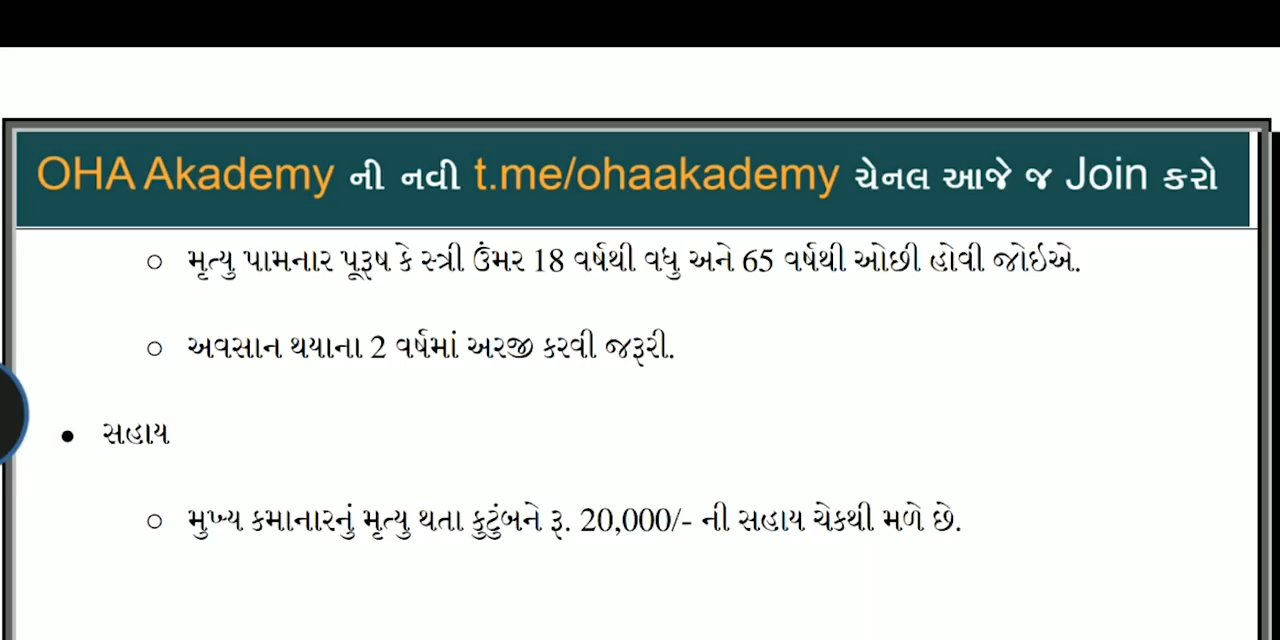 OHA Akademy ની નવી t.me/ohaakademy ચેનલ આજે જ Join કરો
○ મૃત્યુ પામનાર પૂરૂષ કે સ્ત્રી ઉંમર 18 વર્ષથી વધુ અને 65 વર્ષથી ઓછી હોવી જોઇએ.
○ અવસાન થયાના 2 વર્ષમાં અરજી કરવી જરૂરી.
● સહાય
○ મુખ્ય કમાનારનું મૃત્યુ થતા કુટુંબને રૂ. 20,000/- ની સહાય ચેકથી મળે છે.